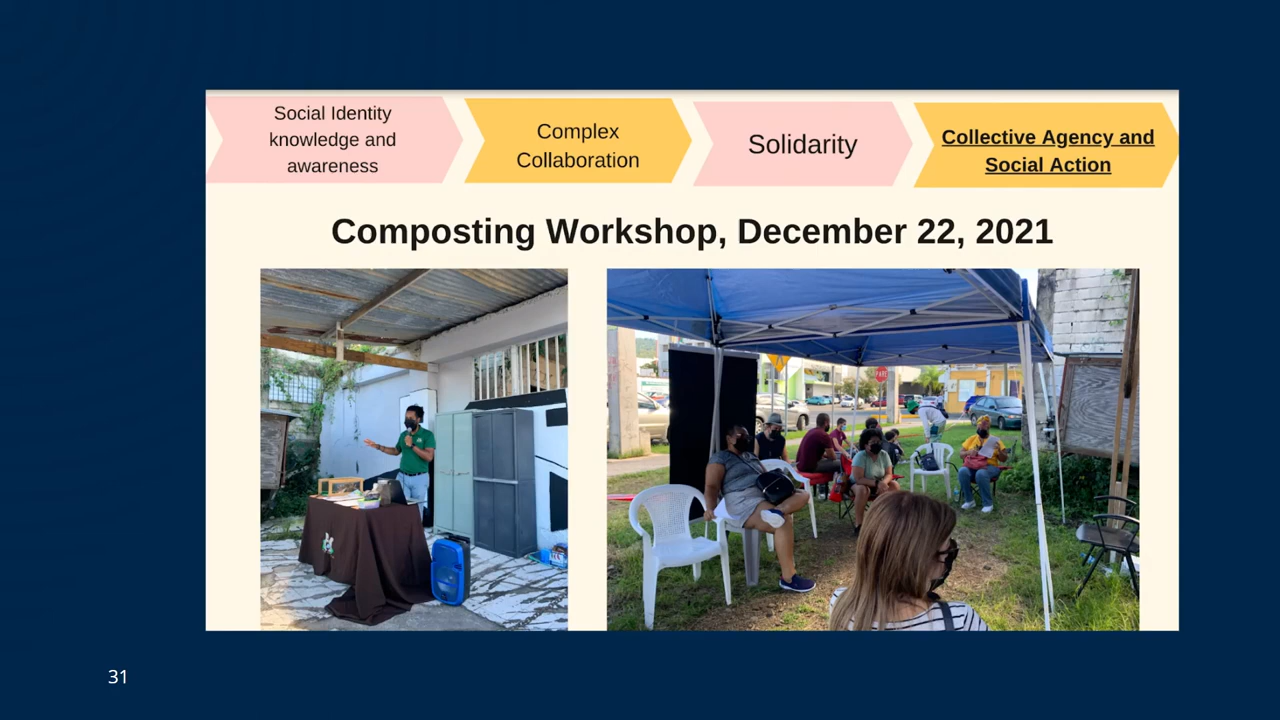 Social Identity
knowledge and
awareness
Complex
Collaboration
Solidarity
Collective Agency and
Social Action
Composting Workshop, December 22, 2021
PARE
31